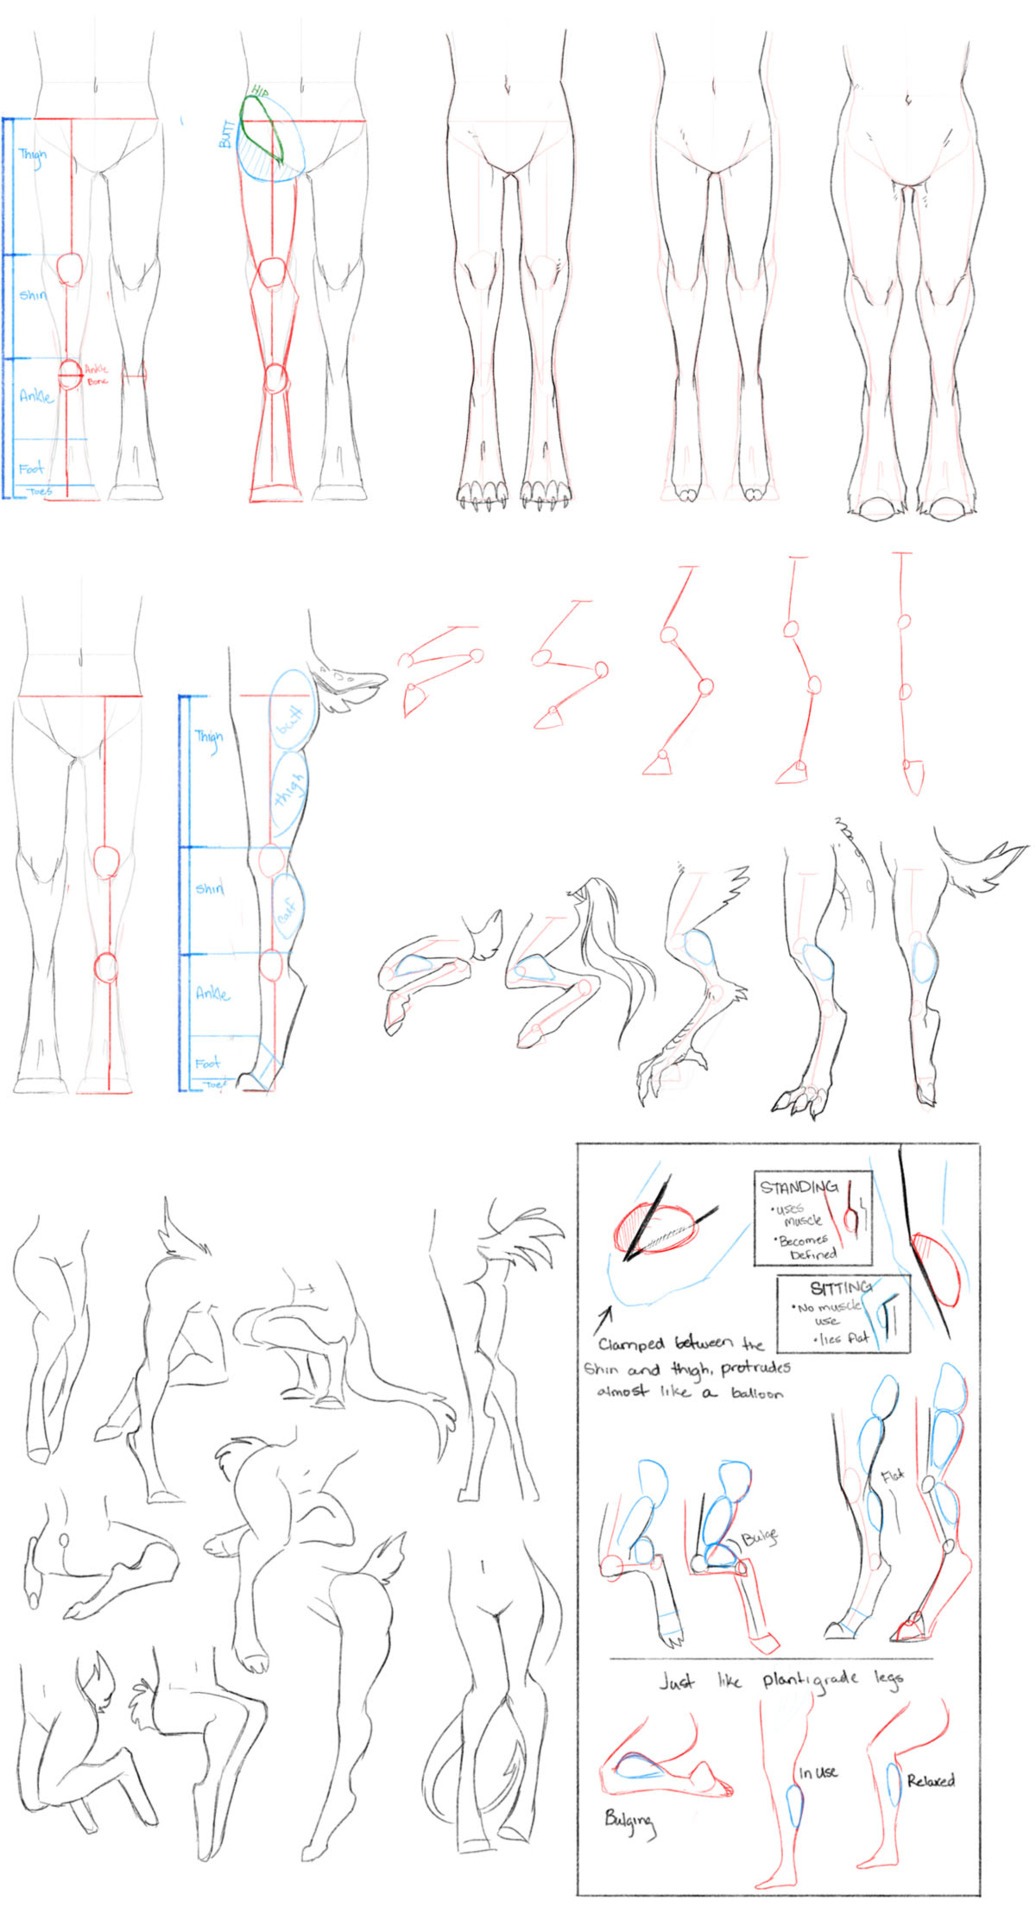 HIP
BUTT
Thigh
Shin
Ankle
Bone
Ankle
Foot
Toes
Thigh
Shin
Ankle
Foot
Toes
butt
thigh
calf
STANDING
•uses
muscle
•Becomes
Defined
SITTING
•No muscle
use
•lies flat
Clamped between the
Shin and thigh, protrudes
almost like a balloon
Flat
Bulge
Just like plantigrade legs
In Use
Relaxed
Bulging